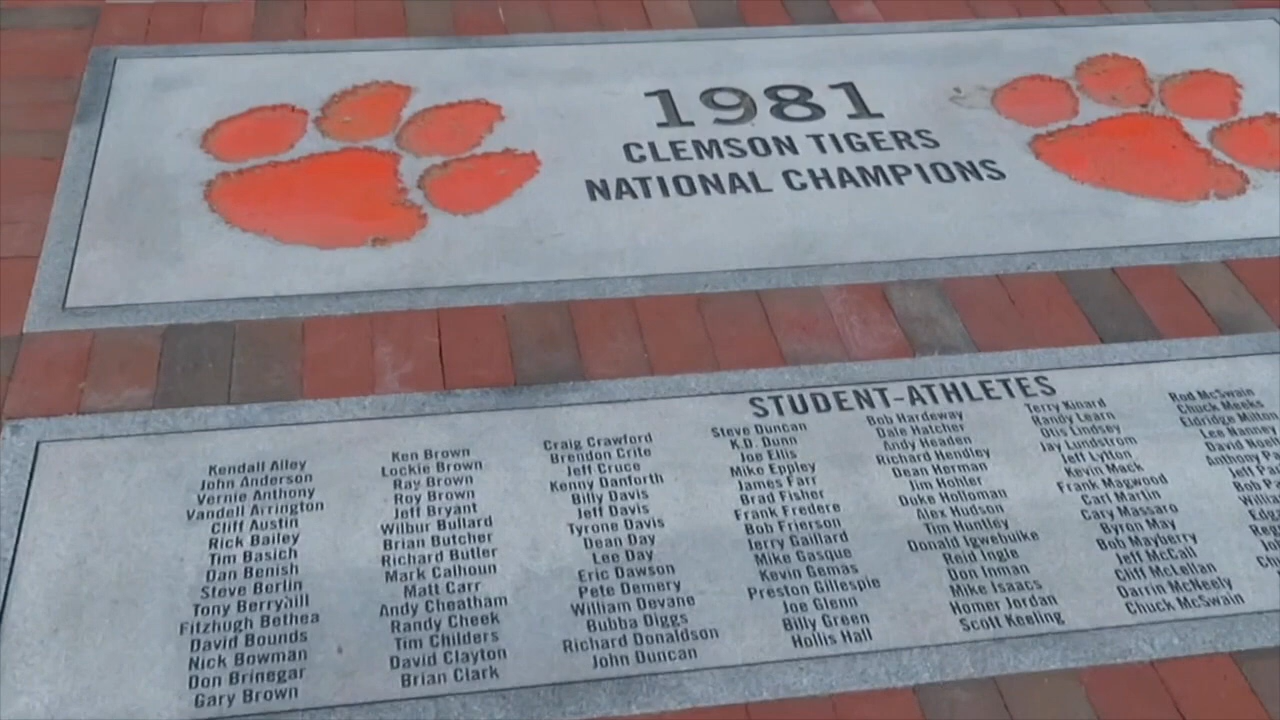 1981
CLEMSON TIGERS
NATIONAL CHAMPIONS
STUDENT-ATHLETES
Kendall Alley
John Anderson
Vernie Anthony
Vandell Arrington
Cliff Austin
Rick Bailey
Tim Basich
Dan Benish
Steve Berlin
Tony Berryhill
Fitzhugh Bethea
David Bounds
Nick Bowman
Don Brinegar
Gary Brown
Ken Brown
Lockie Brown
Ray Brown
Roy Brown
Jeff Bryant
Wilbur Bullard
Brian Butcher
Richard Butler
Mark Calhoun
Matt Carr
Andy Cheatham
Randy Cheek
Tim Childers
David Clayton
Brian Clark
Craig Crawford
Brendon Crite
Jeff Cruce
Kenny Danforth
Billy Davis
Jeff Davis
Tyrone Davis
Dean Day
Lee Day
Eric Dawson
Pete Demery
William Devane
Bubba Diggs
Richard Donaldson
John Duncan
Steve Duncan
K.D. Dunn
Joe Ellis
Mike Eppley
James Farr
Brad Fisher
Frank Fredere
Bob Frierson
Jerry Gaillard
Mike Gasque
Kevin Gemas
Preston Gillespie
Joe Glenn
Billy Green
Hollis Hall
Bob Hardeway
Dale Hatcher
Andy Headen
Richard Hendley
Dean Herman
Jim Hohler
Duke Holloman
Alex Hudson
Tim Huntley
Donald Igwebuike
Reid Ingle
Don Inman
Mike Isaacs
Homer Jordan
Scott Keeling
Terry Kinard
Randy Learn
Otis Lindsey
Jay Lundstrom
Jeff Lytton
Kevin Mack
Frank Magwood
Carl Martin
Cary Massaro
Byron May
Bob Mayberry
Jeff McCall
Cliff McLellan
Darrin McNeely
Chuck McSwain
Rod McSwain
Chuck Meeks
Eldridge Milton
Lee Nanney
David
Anthony
Jeff
Bob